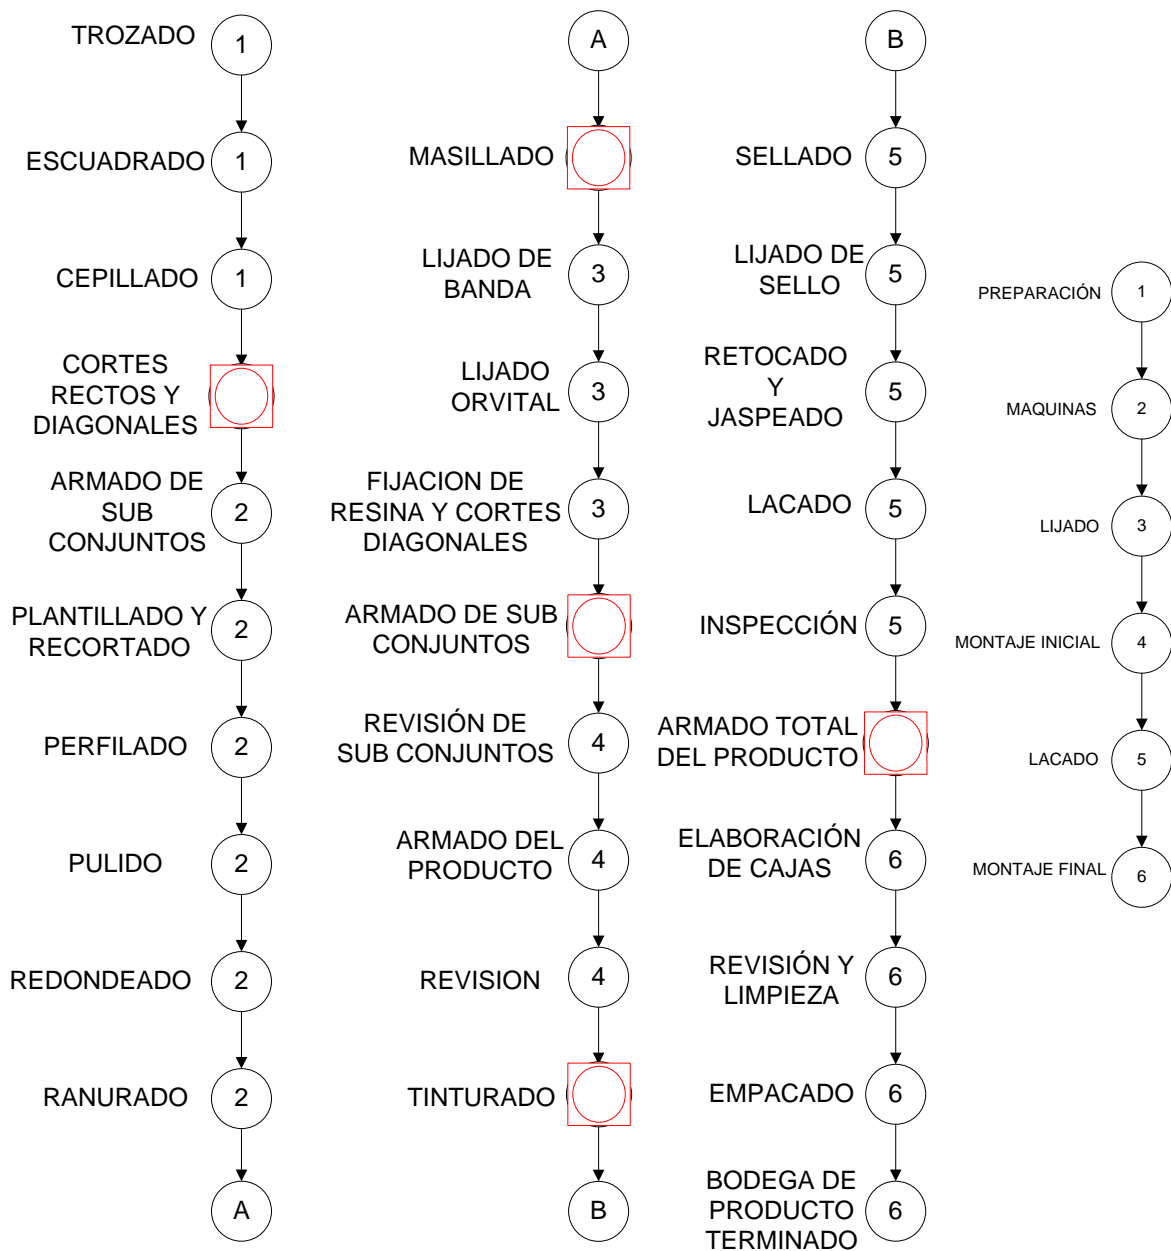 TROZADO
1
ESCUADRADO
1
CEPILLADO
1
CORTES
RECTOS Y
DIAGONALES
ARMADO DE
SUB
CONJUNTOS
2
PLANTILLADO Y
RECORTADO
2
PERFILADO
2
PULIDO
2
REDONDEADO
2
RANURADO
2
A
A
MASILLADO
LIJADO DE
BANDA
3
LIJADO
ORVITAL
3
FIJACION DE
RESINA Y CORTES
DIAGONALES
3
ARMADO DE SUB
CONJUNTOS
REVISIÓN DE
SUB CONJUNTOS
4
ARMADO DEL
PRODUCTO
4
REVISION
4
TINTURADO
B
B
SELLADO
5
LIJADO DE
SELLO
5
RETOCADO
Y
JASPEADO
5
LACADO
5
INSPECCIÓN
5
ARMADO TOTAL
DEL PRODUCTO
ELABORACIÓN
DE CAJAS
6
REVISIÓN Y
LIMPIEZA
6
EMPACADO
6
BODEGA DE
PRODUCTO
TERMINADO
6
PREPARACIÓN
1
MAQUINAS
2
LIJADO
3
MONTAJE INICIAL
4
LACADO
5
MONTAJE FINAL
6